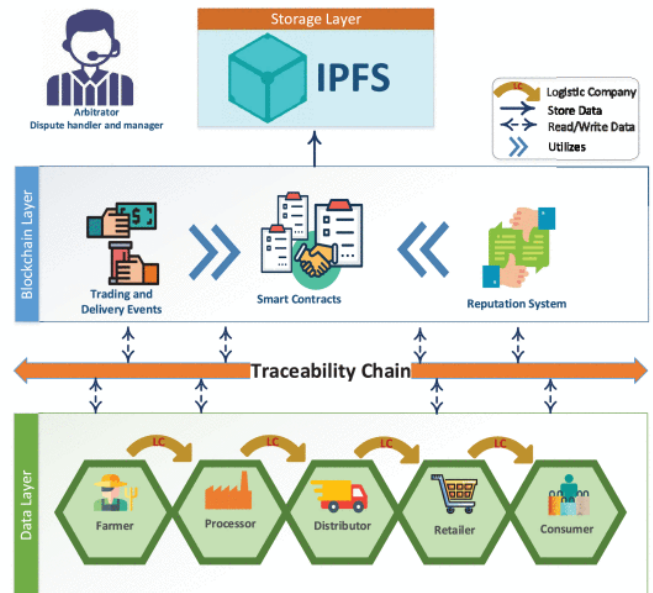 Storage Layer
IPFS
Arbitrator
Dispute handler and manager
LC
Logistic Company
Store Data
Read/Write Data
Utilizes
Blockchain Layer
Trading and
Delivery Events
Smart Contracts
Reputation System
Traceability Chain
Data Layer
LC
LC
LC
LC
Farmer
Processor
Distributor
Retailer
Consumer